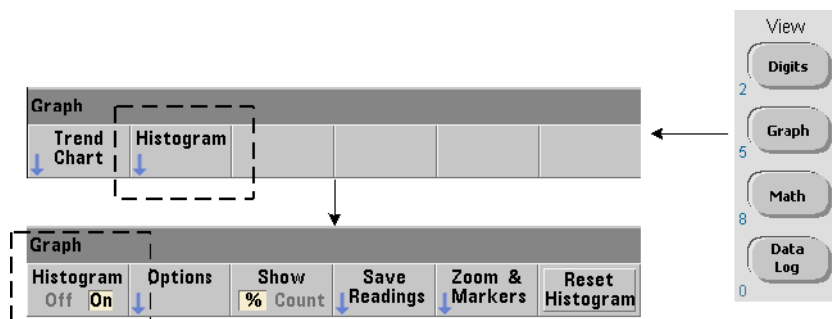 View
Digits
2
Graph
5
Math
8
Data
Log
0
Graph
Trend
Chart
Histogram
Graph
Histogram
Off On
Options
Show
% Count
Save
Readings
Zoom &
Markers
Reset
Histogram